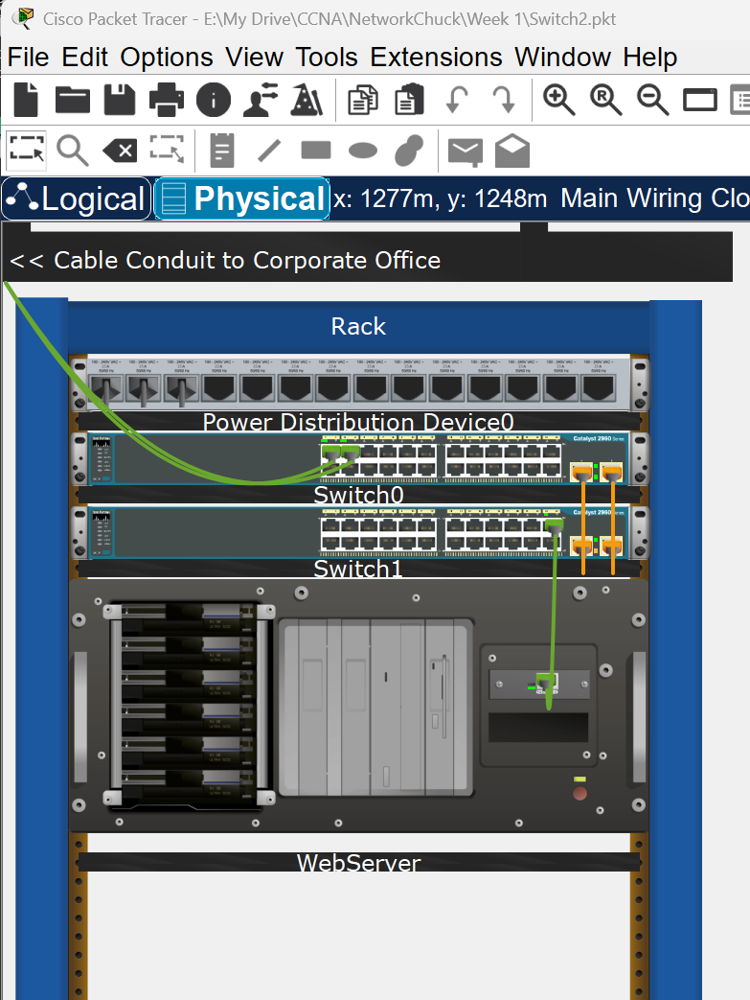 Cisco Packet Tracer - E:\My Drive\CCNA\NetworkChuck\Week 1\Switch2.pkt
File Edit Options View Tools Extensions Window Help
Logical Physical x: 1277m, y: 1248m Main Wiring Clo
<< Cable Conduit to Corporate Office
Rack
Power Distribution Device0
Catalyst 2960 Series
Switch0
Catalyst 2960 Series
Switch1
WebServer